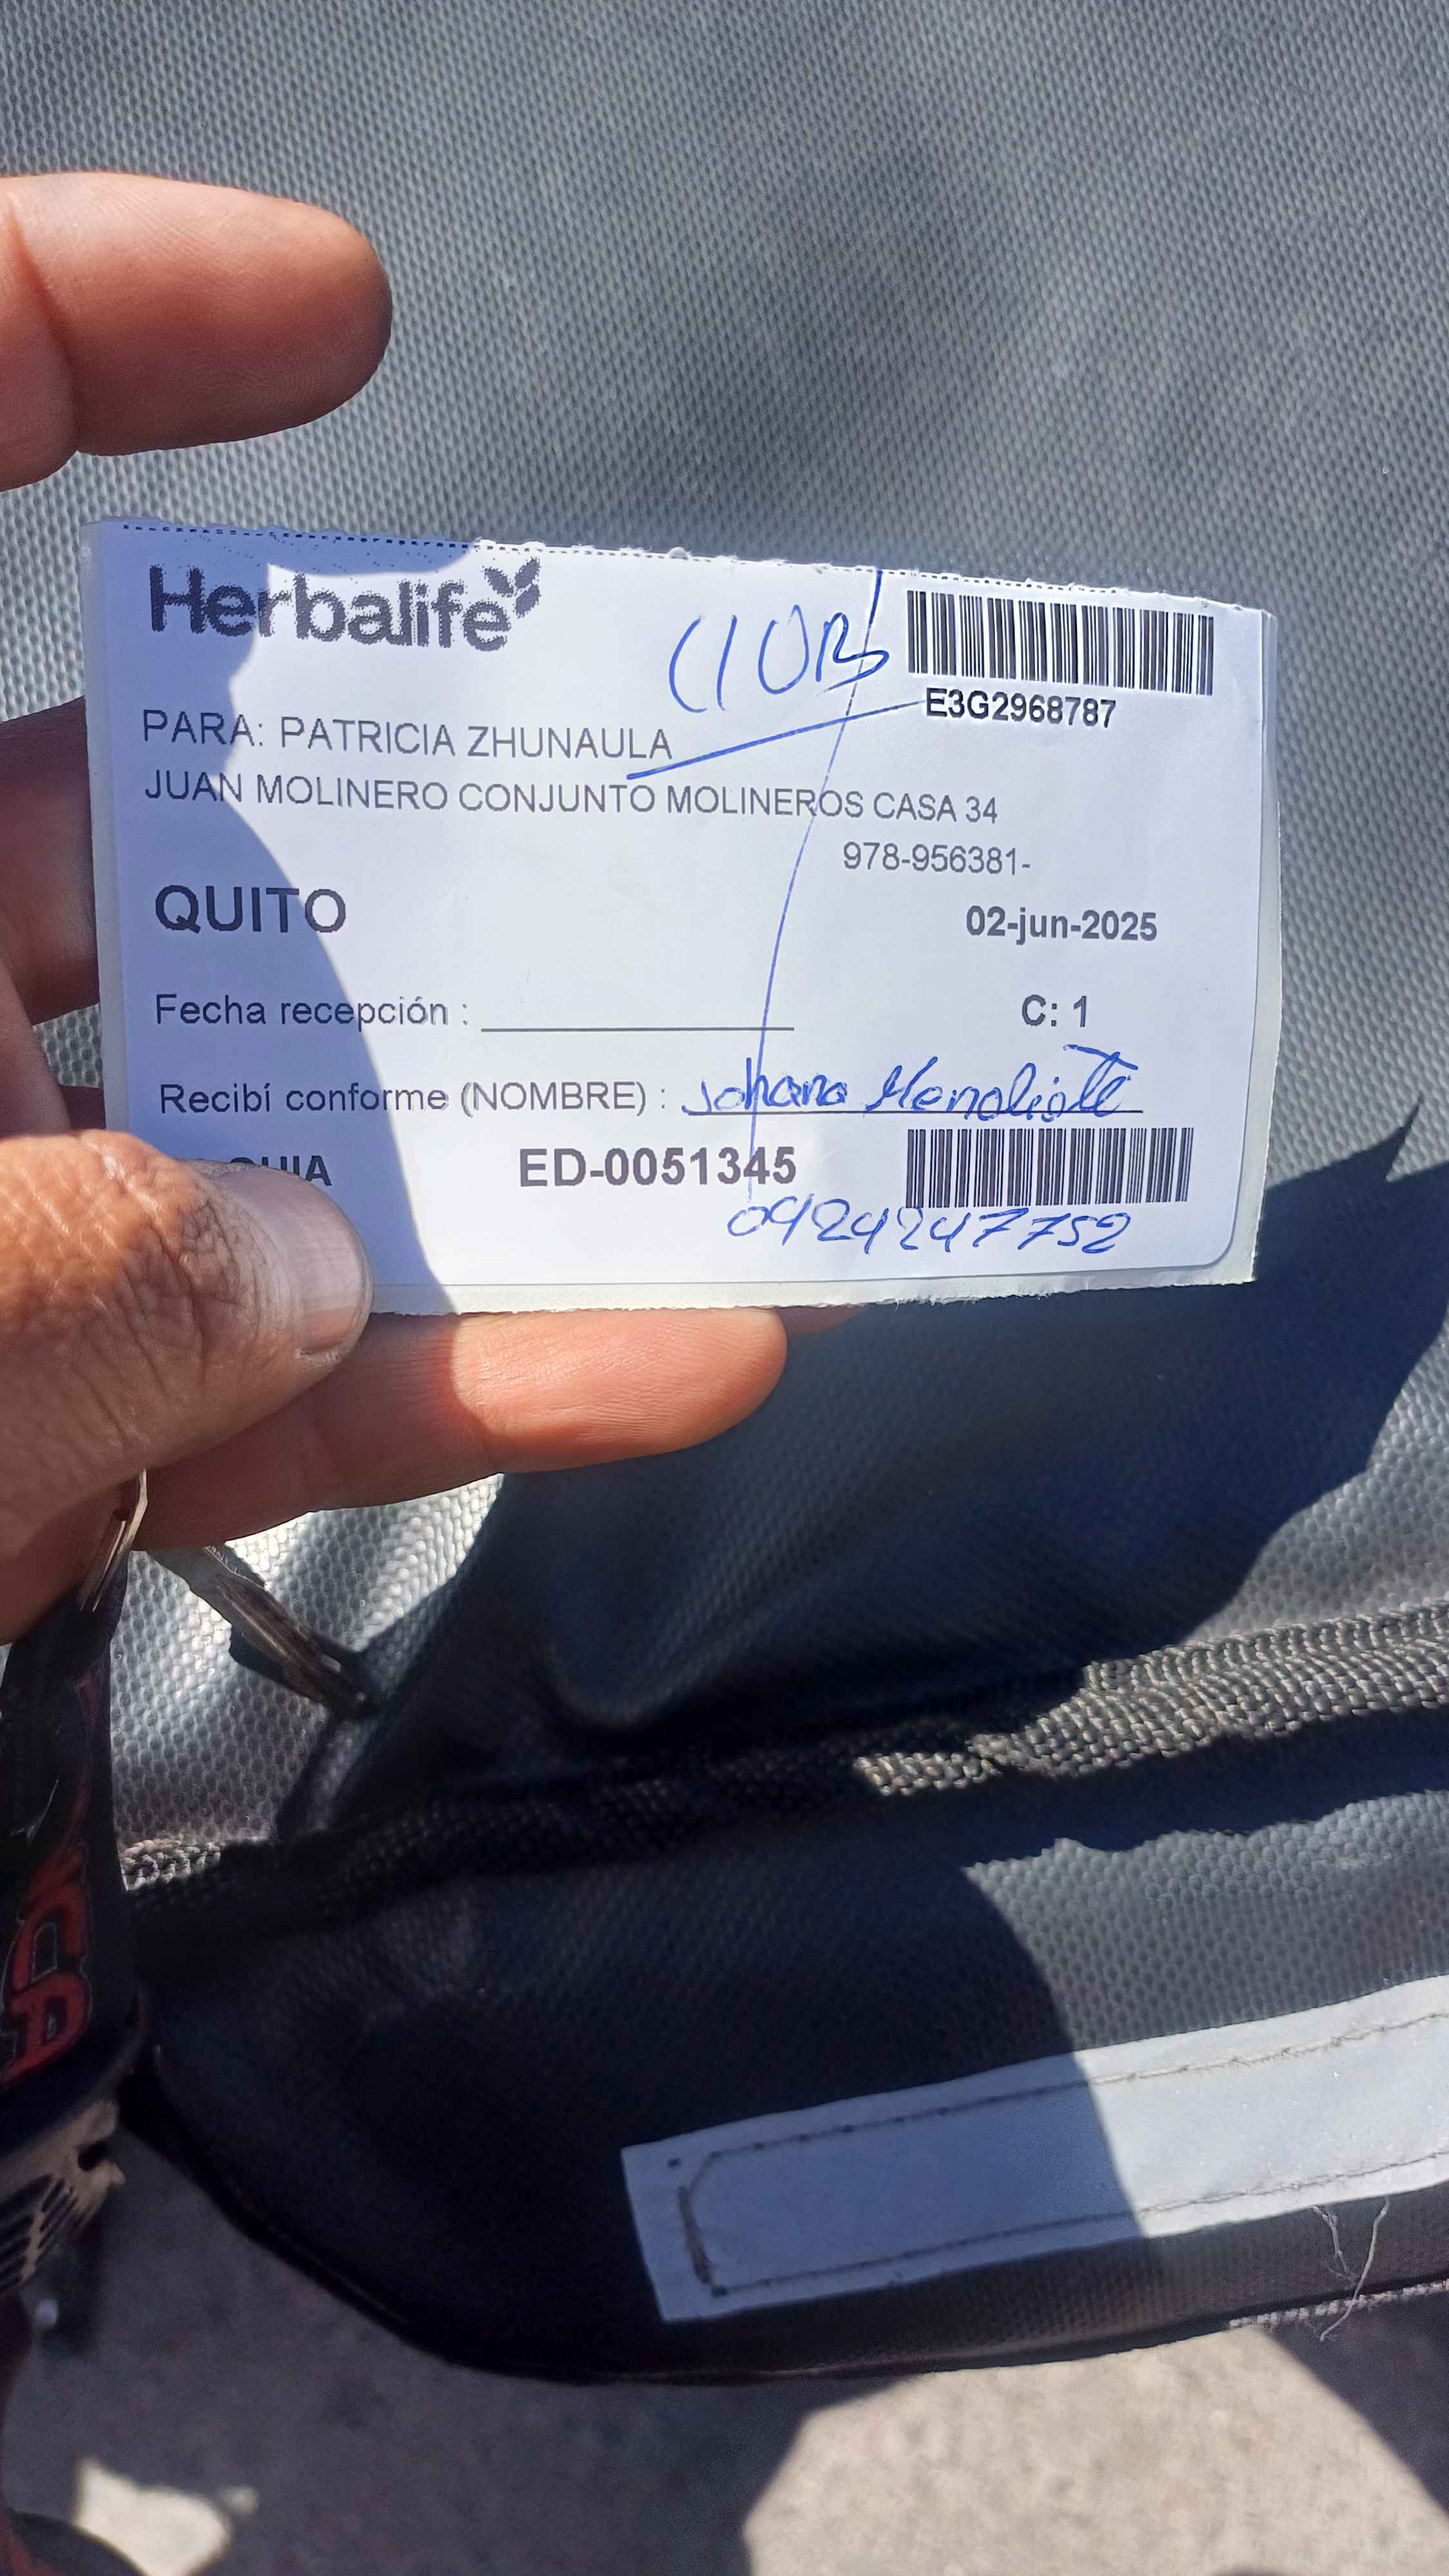 Herbalife
E3G2968787
PARA: PATRICIA ZHUNAULA
JUAN MOLINERO CONJUNTO MOLINEROS CASA 34
978-956381-
QUITO
02-jun-2025
Fecha recepción :
C: 1
Recibí conforme (NOMBRE) : Johana
ED-0051345
0924247752